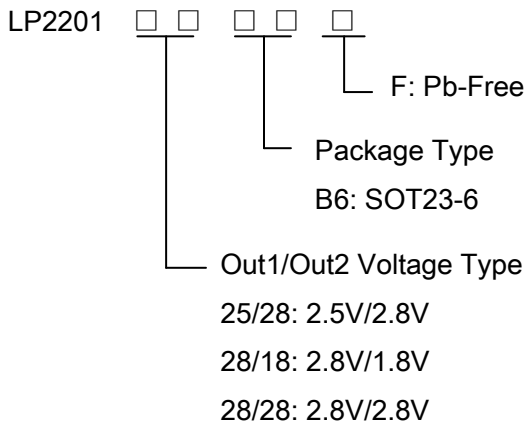 LP2201 □ □ □ □ □
F: Pb-Free
Package Type
B6: SOT23-6
Out1/Out2 Voltage Type
25/28: 2.5V/2.8V
28/18: 2.8V/1.8V
28/28: 2.8V/2.8V